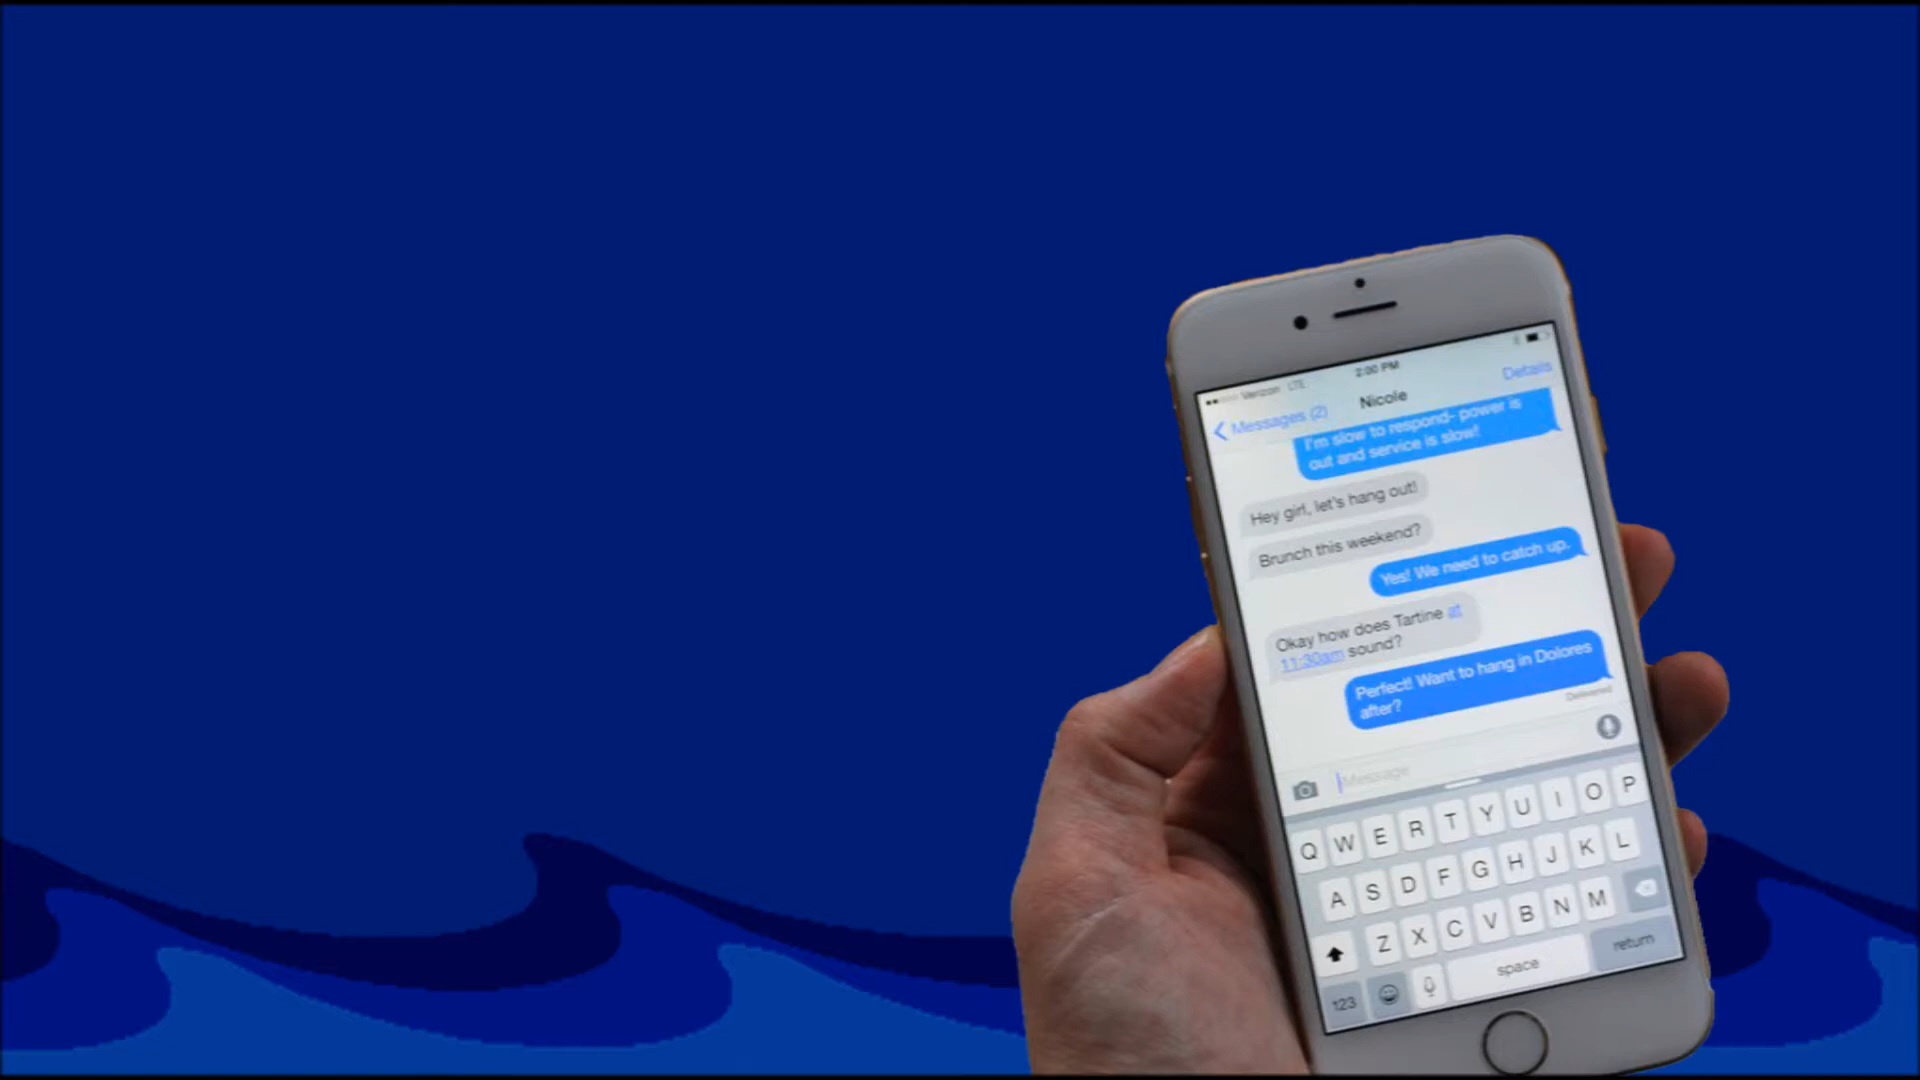 Verizon LTE 2:00 PM
Messages (2) Nicole Details
I'm slow to respond- power is
out and service is slow!
Hey girl, let's hang out!
Brunch this weekend?
Yes! We need to catch up.
Okay how does Tartine at
11:30am sound?
Perfect! Want to hang in Dolores
after?
Delivered
Message
Q W E R T Y U I O P
A S D F G H J K L
Z X C V B N M
123 space return